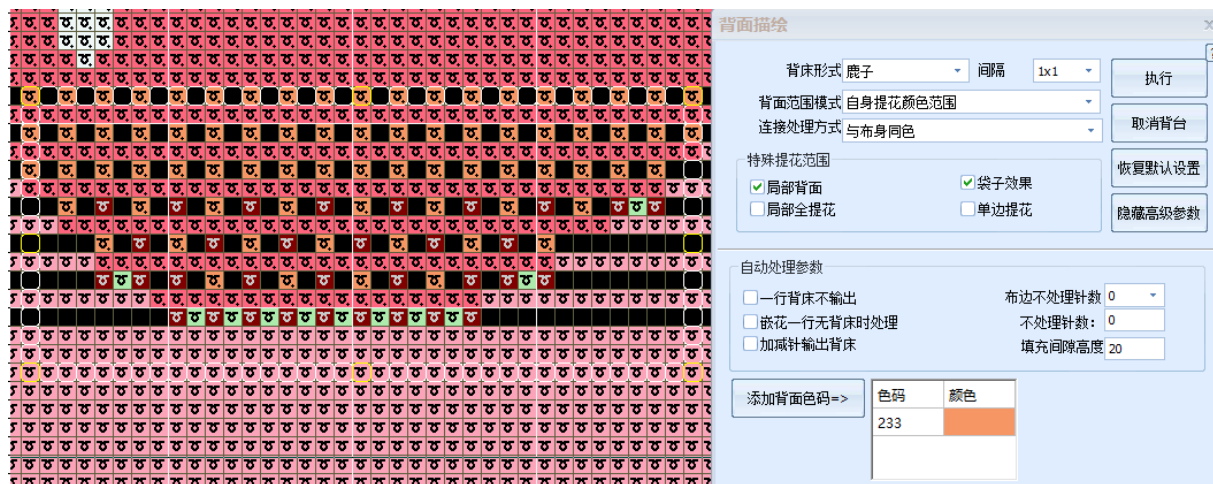 背面描绘
背床形式 鹿子 间隔 1x1 执行
背面范围模式 自身提花颜色范围
连接处理方式 与布身同色 取消背台
特殊提花范围 恢复默认设置
局部背面 袋子效果
局部全提花 单边提花 隐藏高级参数
自动处理参数
一行背床不输出 布边不处理针数 0
嵌花一行无背床时处理 不处理针数: 0
加减针输出背床 填充间隙高度 20
添加背面色码=> 色码 颜色
233